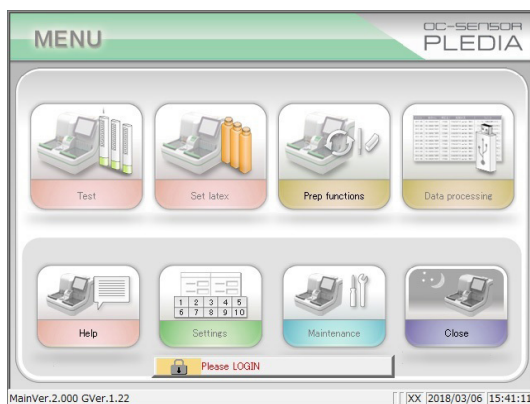 MENU
OC-SENSOR
PLEDIA
Test
Set latex
Prep functions
Data processing
1 2 3 4 5
6 7 8 9 10
Help
Settings
Maintenance
Close
Please LOGIN
MainVer.2.000 GVer.1.22
XX 2018/03/06 15:41:11